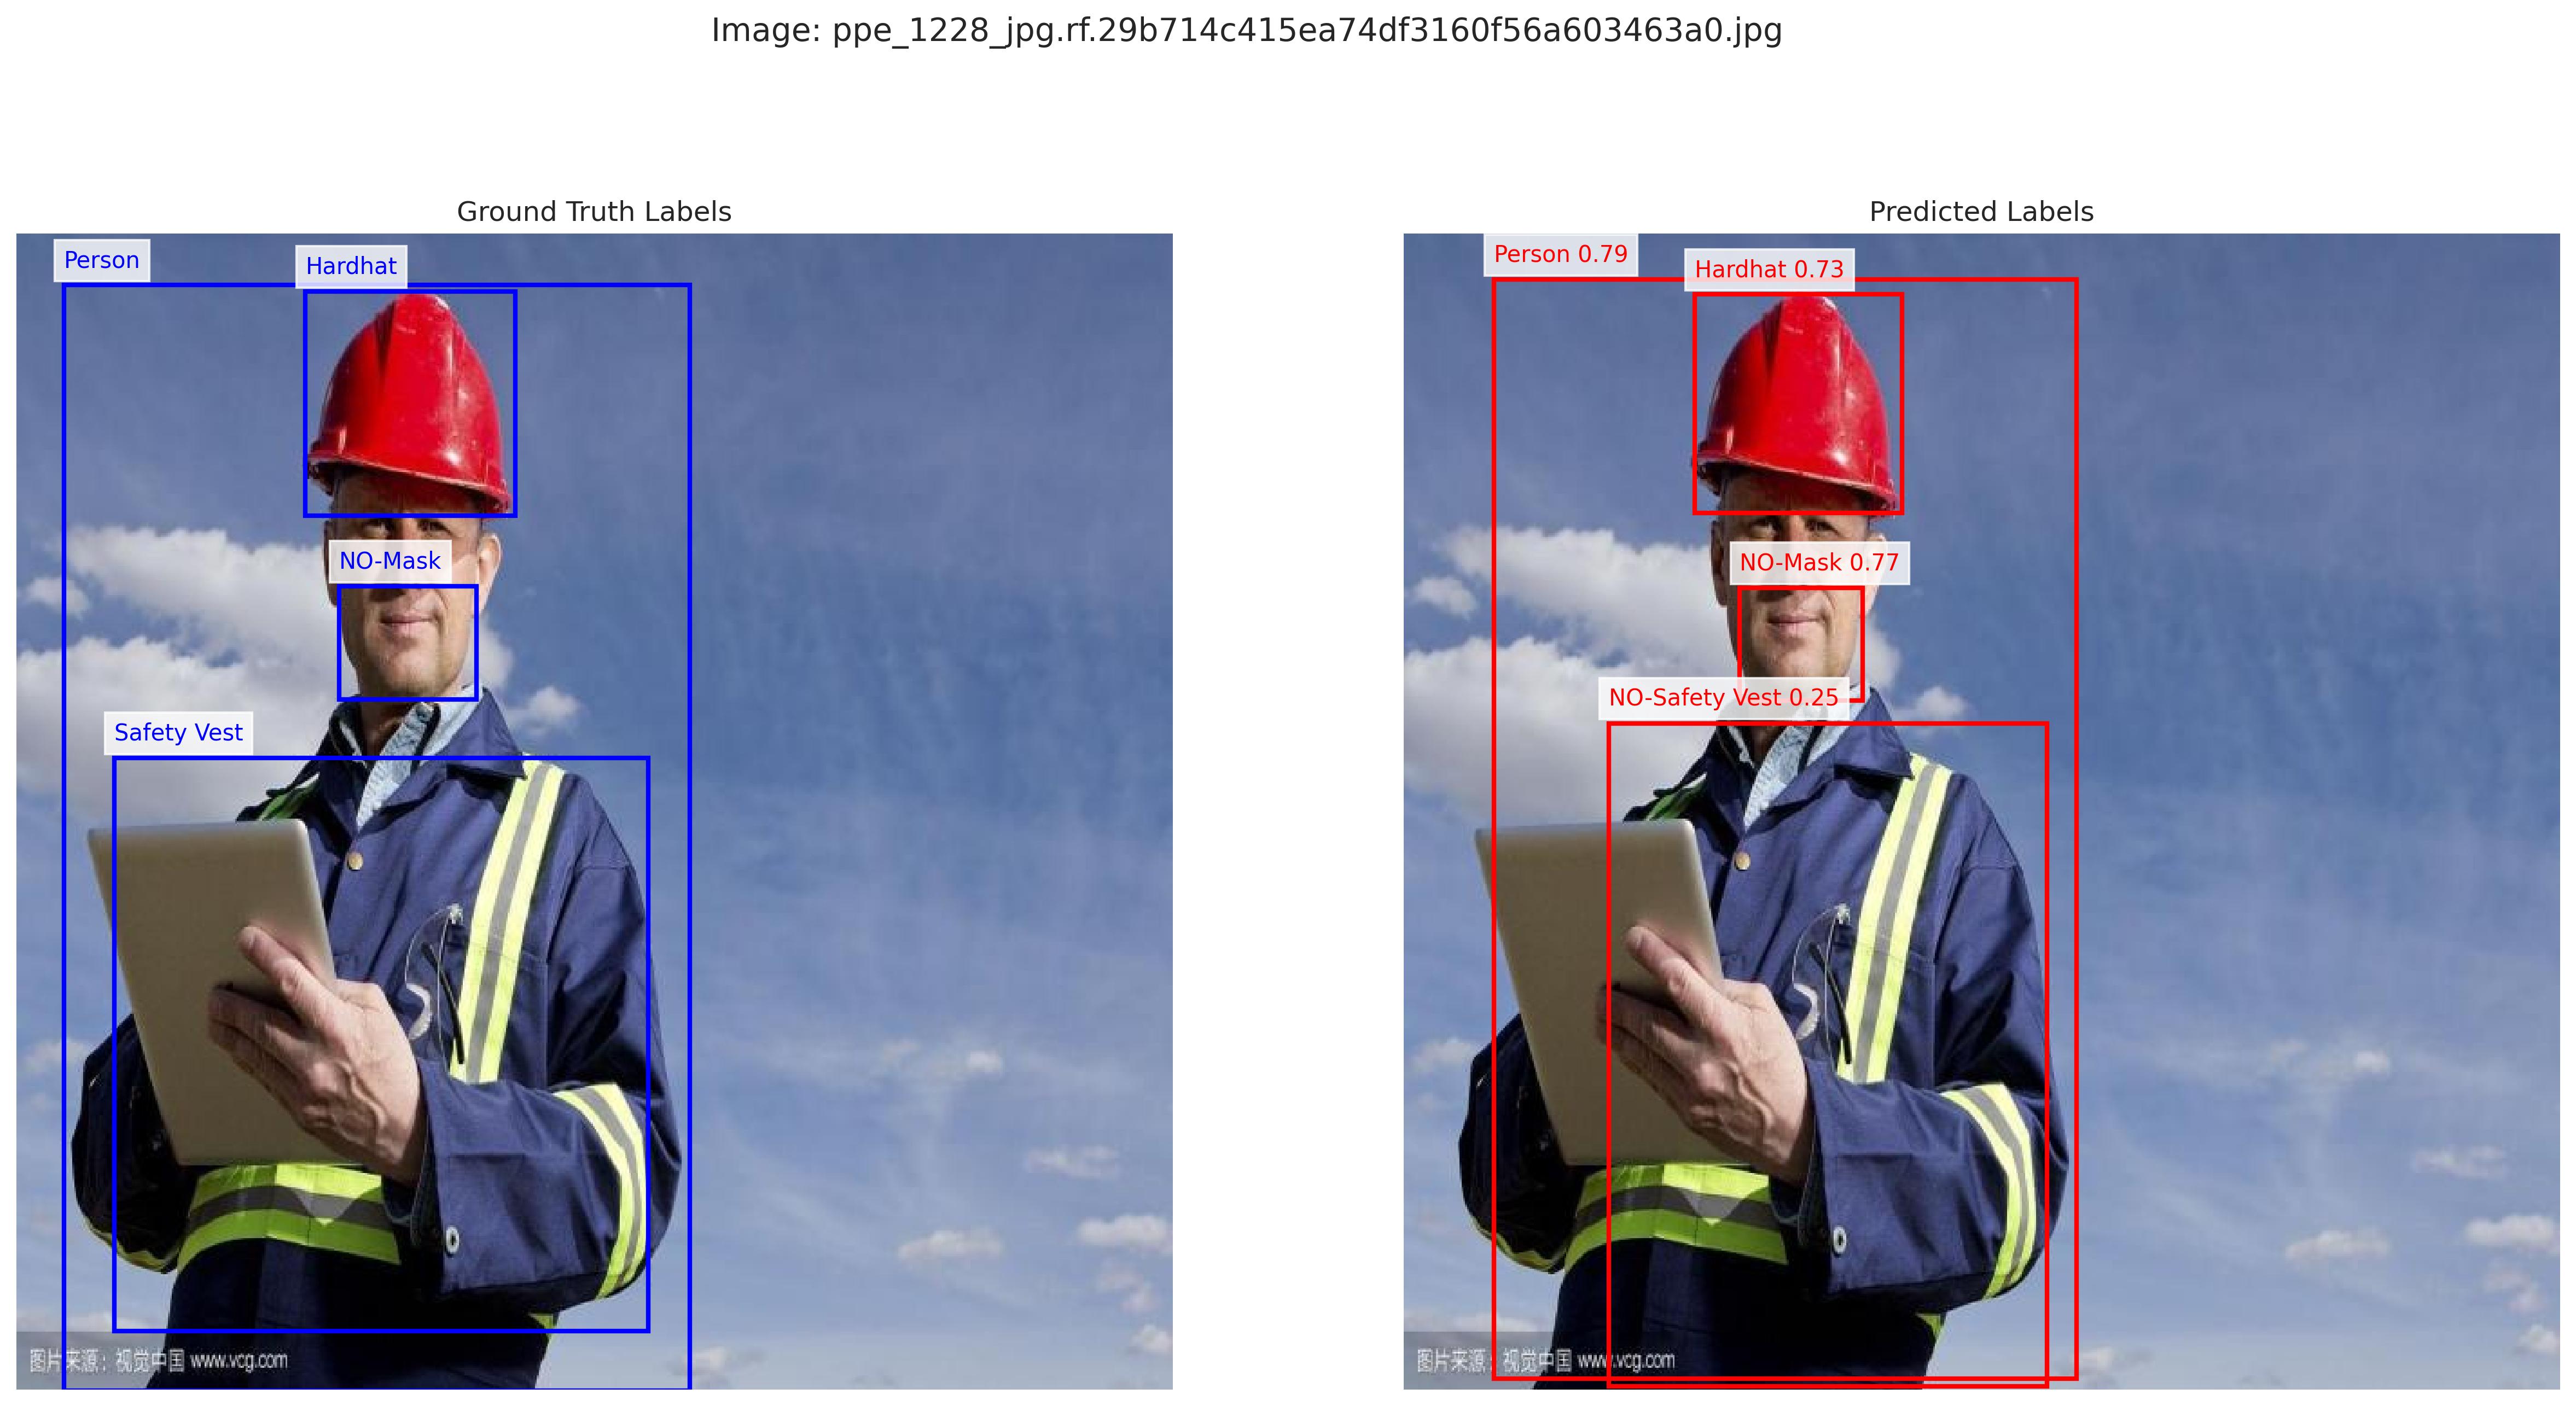 Image: ppe_1228_jpg.rf.29b714c415ea74df3160f56a603463a0.jpg
Ground Truth Labels
Person
Hardhat
NO-Mask
Safety Vest
图片来源：视觉中国 www.vcg.com
Predicted Labels
Person 0.79
Hardhat 0.73
NO-Mask 0.77
NO-Safety Vest 0.25
图片来源：视觉中国 www.vcg.com